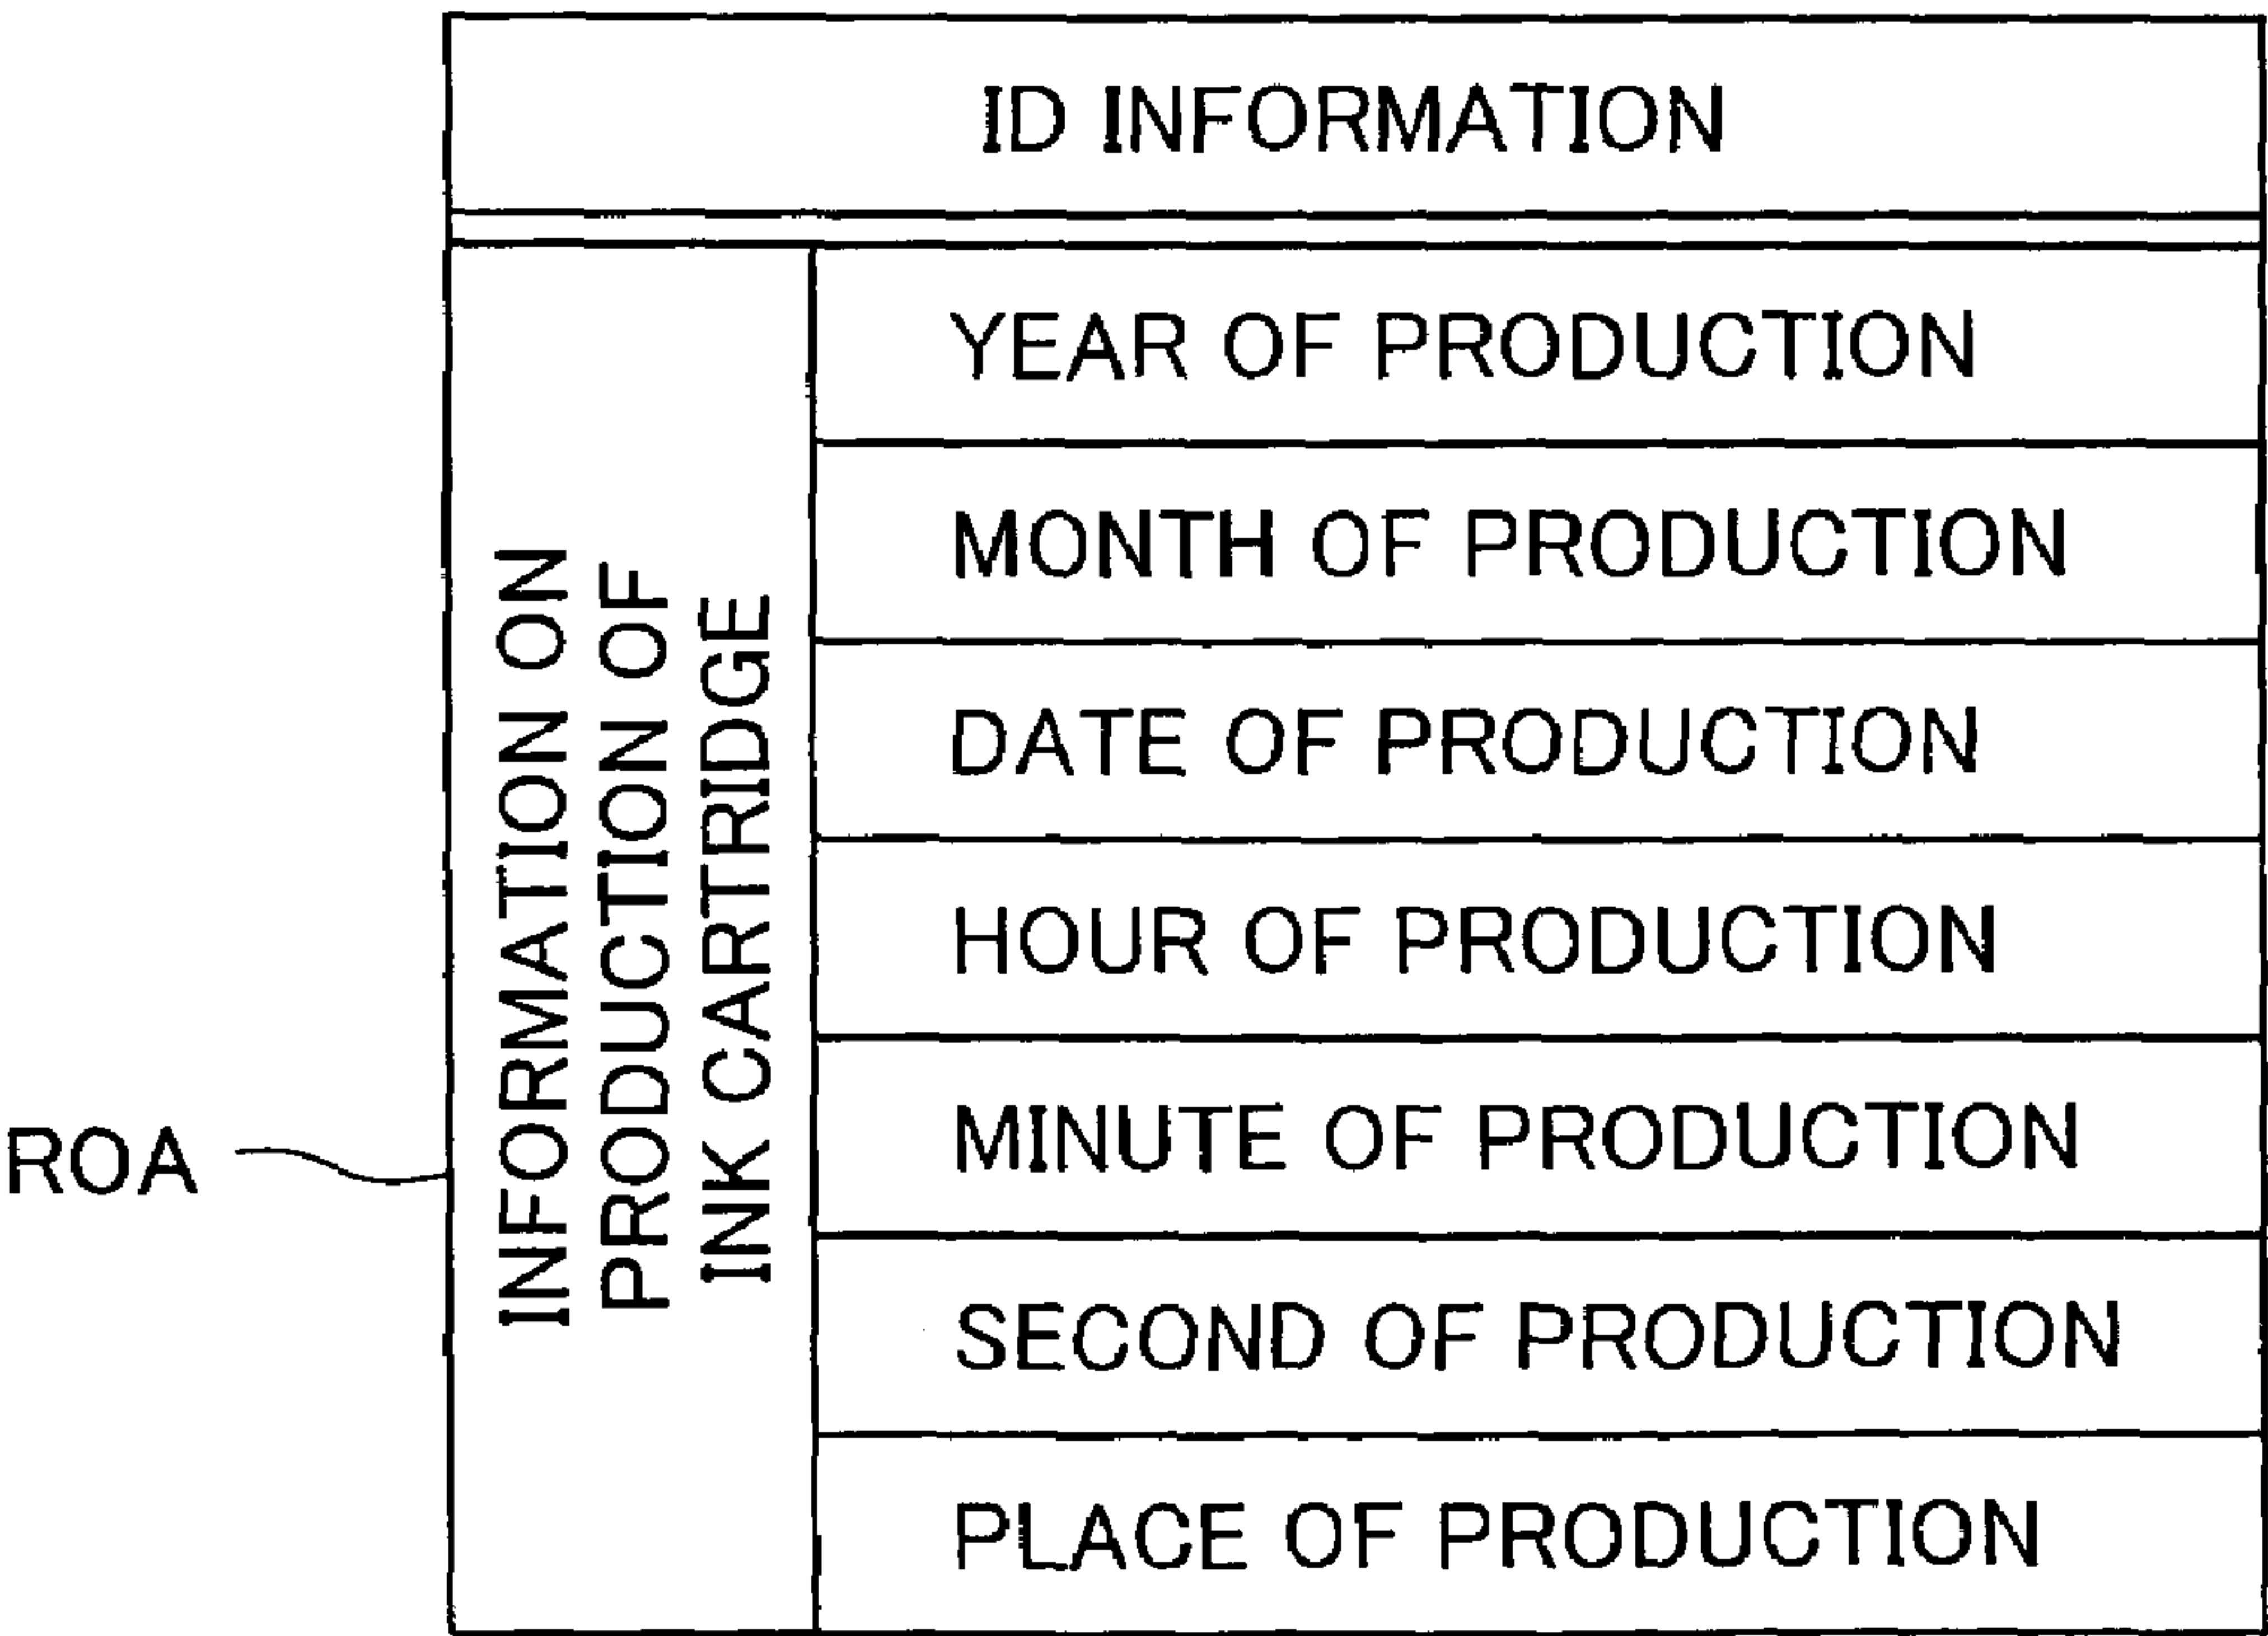 ID INFORMATION
INFORMATION ON
PRODUCTION OF
INK CARTRIDGE
YEAR OF PRODUCTION
MONTH OF PRODUCTION
DATE OF PRODUCTION
HOUR OF PRODUCTION
MINUTE OF PRODUCTION
SECOND OF PRODUCTION
PLACE OF PRODUCTION
ROA